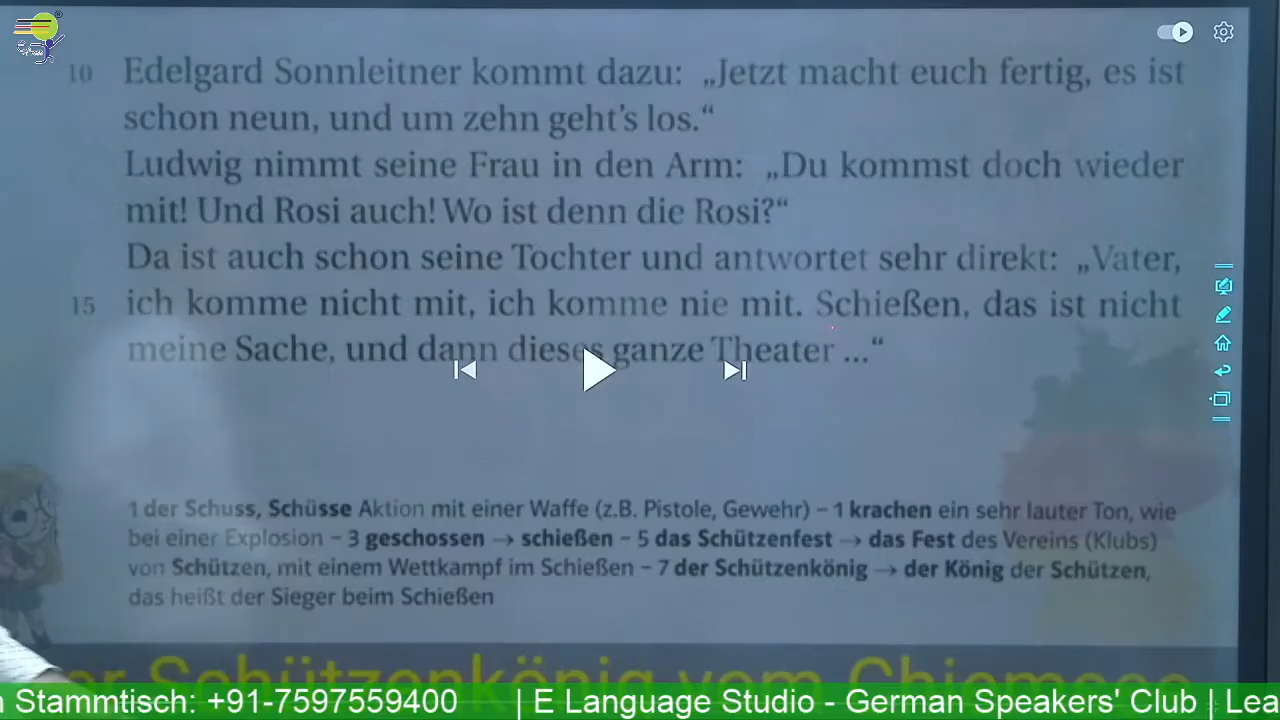 10 Edelgard Sonnleitner kommt dazu: „Jetzt macht euch fertig, es ist
schon neun, und um zehn geht's los.“
Ludwig nimmt seine Frau in den Arm: „Du kommst doch wieder
mit! Und Rosi auch! Wo ist denn die Rosi?“
Da ist auch schon seine Tochter und antwortet sehr direkt: „Vater,
15 ich komme nicht mit, ich komme nie mit. Schießen, das ist nicht
meine Sache, und dann dieses ganze Theater ...“
1 der Schuss, Schüsse Aktion mit einer Waffe (z.B. Pistole, Gewehr) – 1 krachen ein sehr lauter Ton, wie
bei einer Explosion – 3 geschossen → schießen – 5 das Schützenfest → das Fest des Vereins (Klubs)
von Schützen, mit einem Wettkampf im Schießen – 7 der Schützenkönig → der König der Schützen,
das heißt der Sieger beim Schießen
Schützenkönig vom Chiemsee
Stammtisch: +91-7597559400 | E Language Studio - German Speakers' Club | Lea